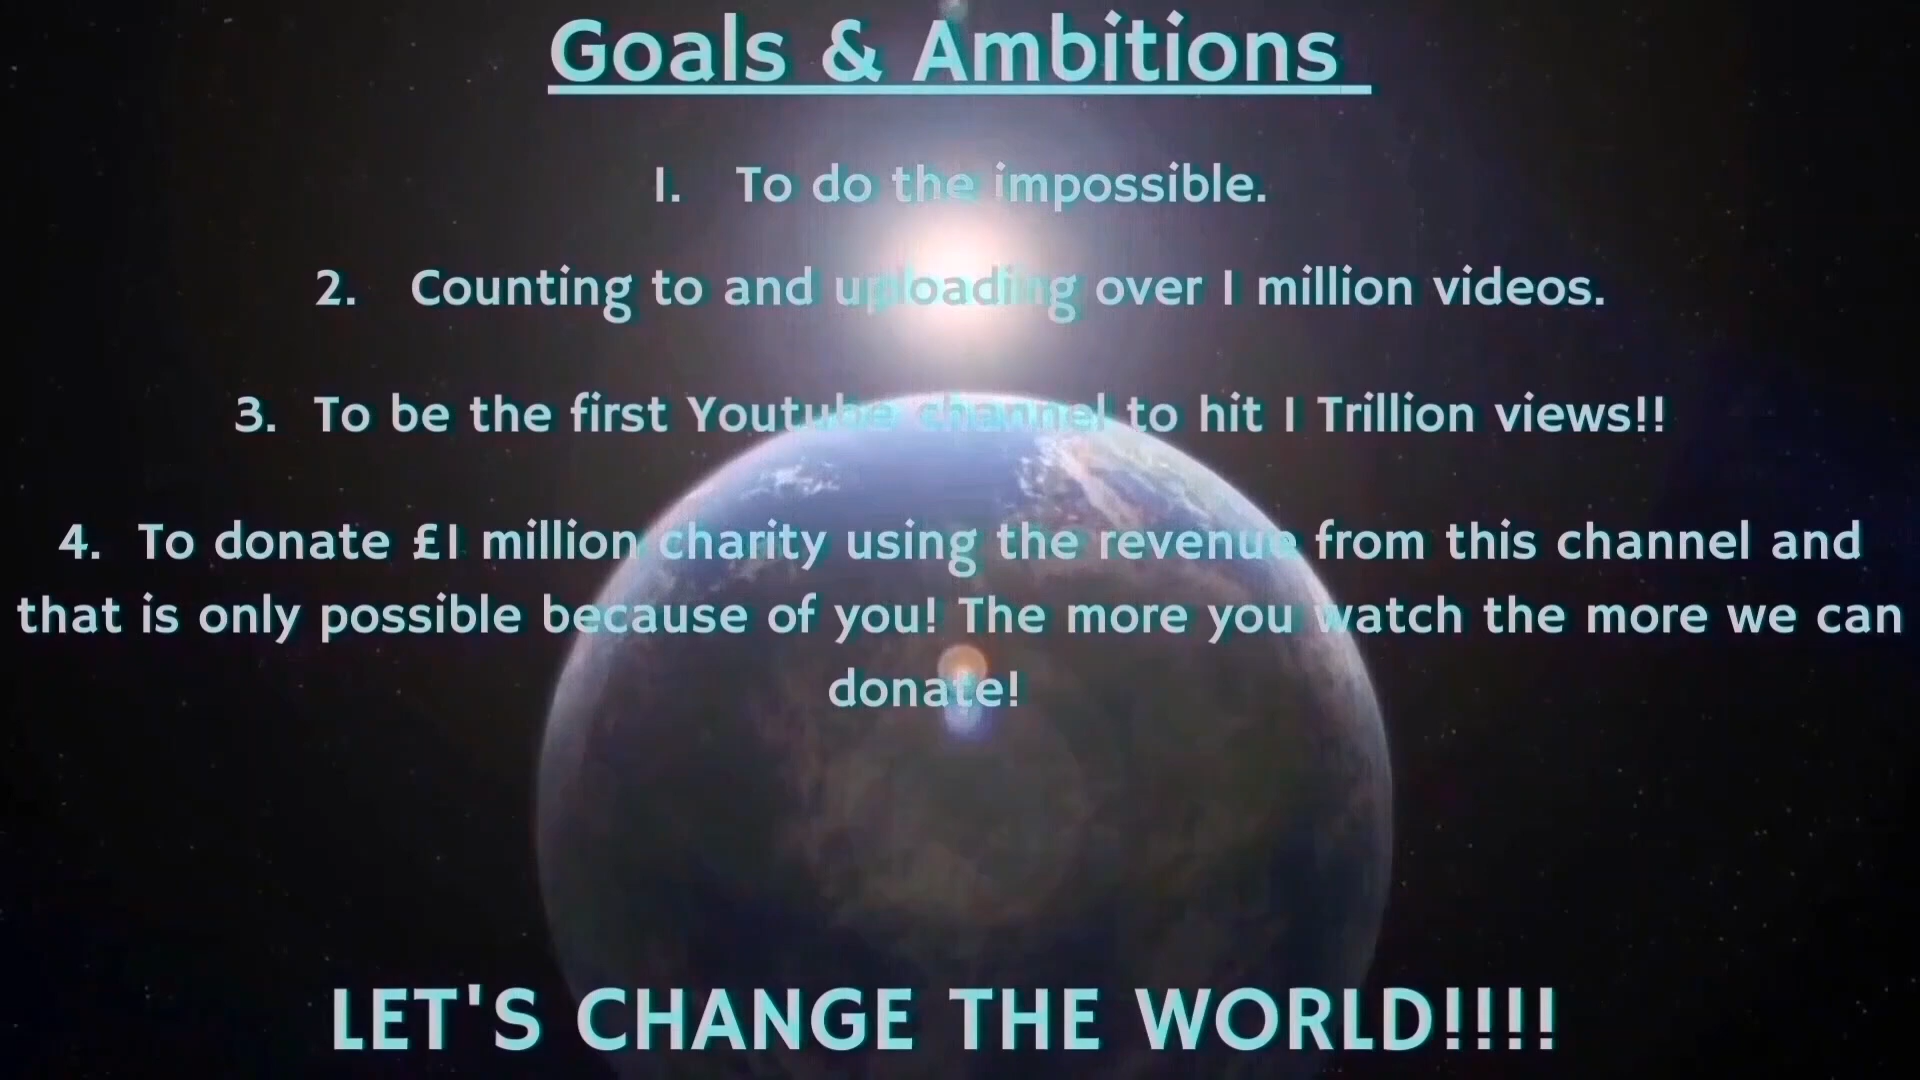 Goals & Ambitions
1. To do the impossible.
2. Counting to and uploading over 1 million videos.
3. To be the first Youtube channel to hit 1 Trillion views!!
4. To donate £1 million charity using the revenue from this channel and
that is only possible because of you! The more you watch the more we can
donate!
LET'S CHANGE THE WORLD!!!!